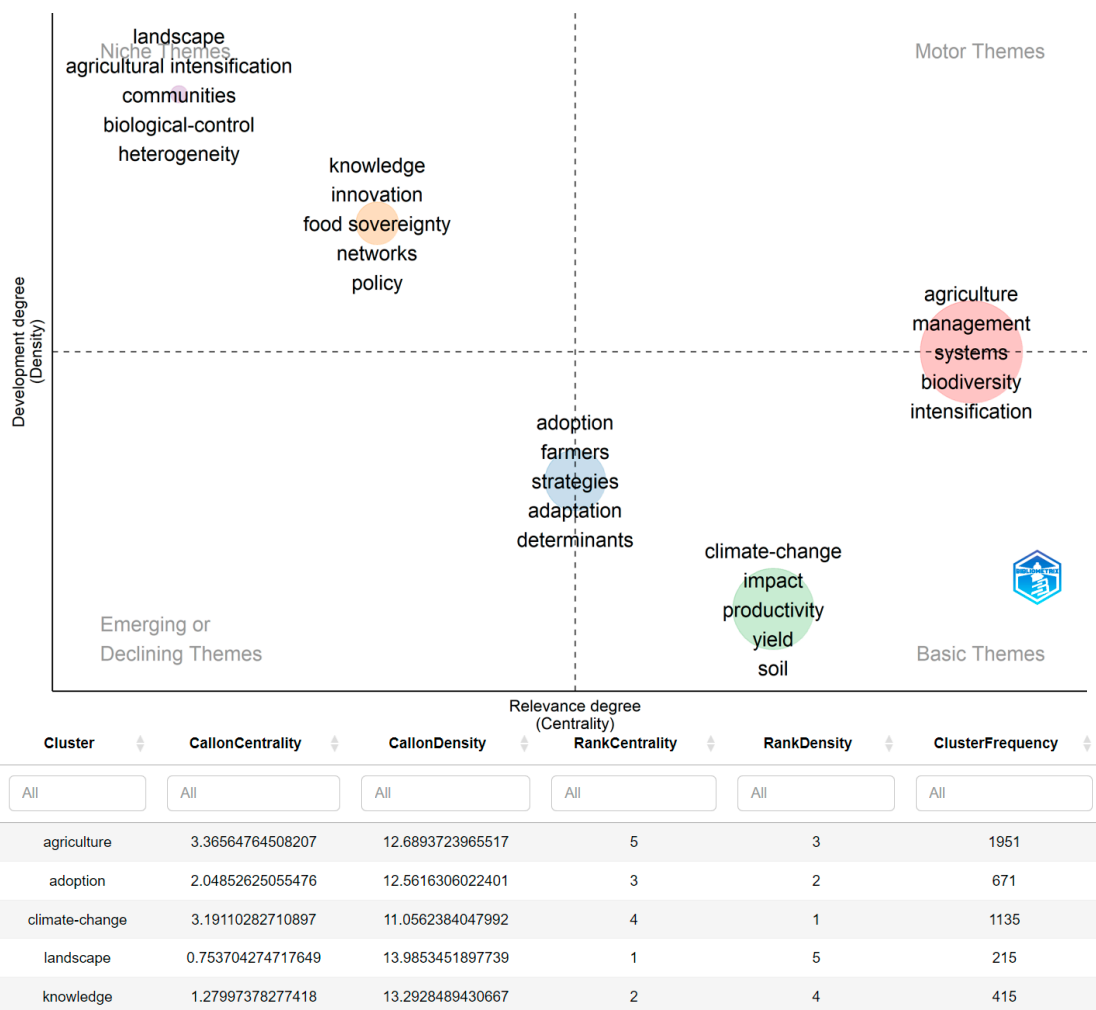 landscape
Niche Themes
Motor Themes
agricultural intensification
communities
biological-control
heterogeneity
knowledge
innovation
food sovereignty
networks
policy
agriculture
management
systems
biodiversity
intensification
Development degree
(Density)
adoption
farmers
strategies
adaptation
determinants
climate-change
impact
productivity
yield
soil
BIBLIOMETRIX
Emerging or
Declining Themes
Basic Themes
Relevance degree
(Centrality)
Cluster CallonCentrality CallonDensity RankCentrality RankDensity ClusterFrequency
All All All All All All
agriculture 3.36564764508207 12.6893723965517 5 3 1951
adoption 2.04852625055476 12.5616306022401 3 2 671
climate-change 3.19110282710897 11.0562384047992 4 1 1135
landscape 0.753704274717649 13.9853451897739 1 5 215
knowledge 1.27997378277418 13.2928489430667 2 4 415